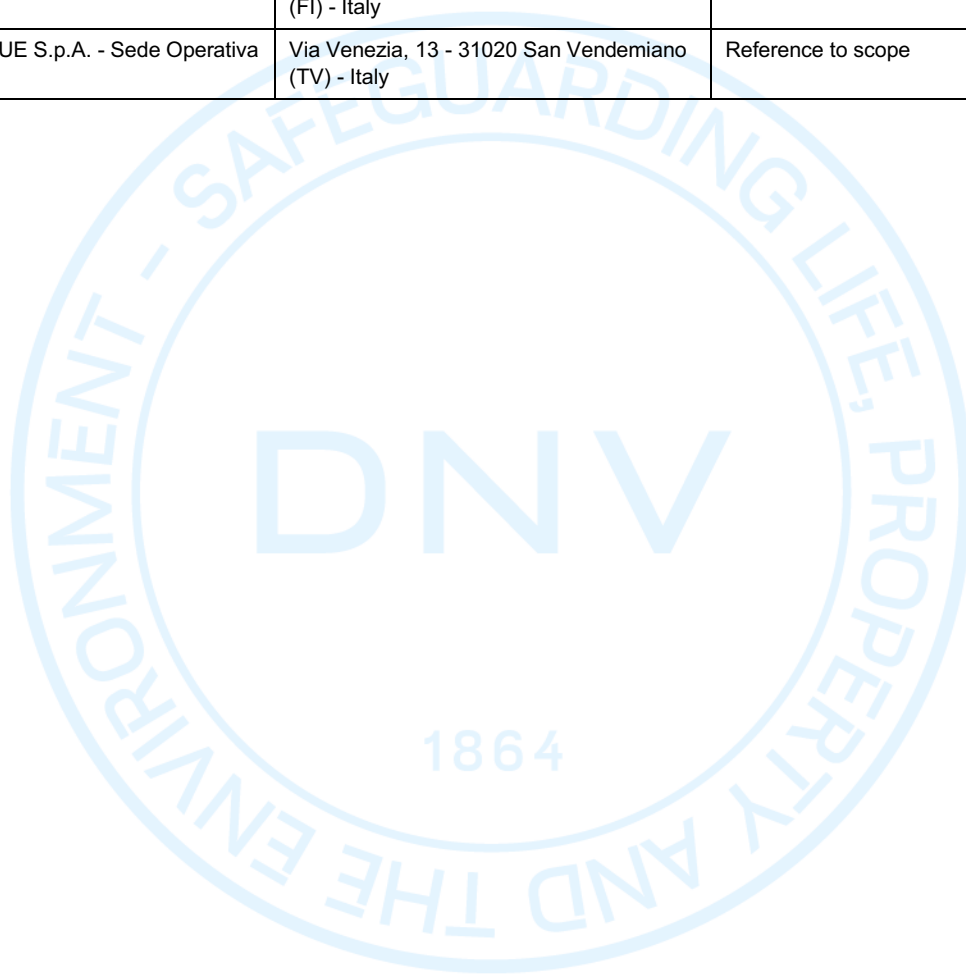 (FI) - Italy
UE S.p.A. - Sede Operativa
Via Venezia, 13 - 31020 San Vendemiano
(TV) - Italy
Reference to scope
SAFEGUARDING LIFE, PROPERTY AND THE ENVIRONMENT -
DNV
1864